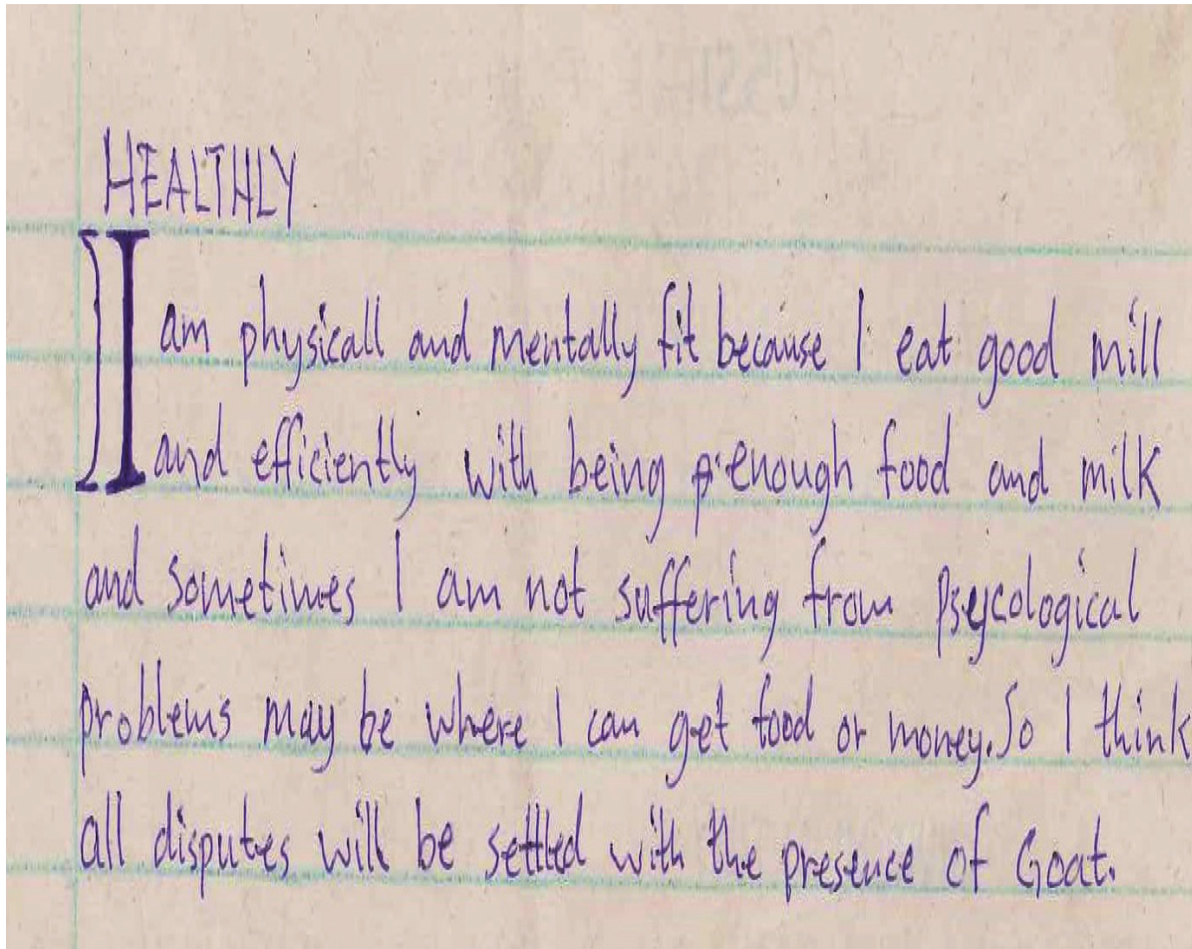 HEALTHLY
I am physicall and mentally fit because I eat good mill
and efficiently with being enough food and milk
and sometimes I am not suffering from Psycological
problems may be where I can get food or money. So I think
all disputes will be settled with the presence of Goat.